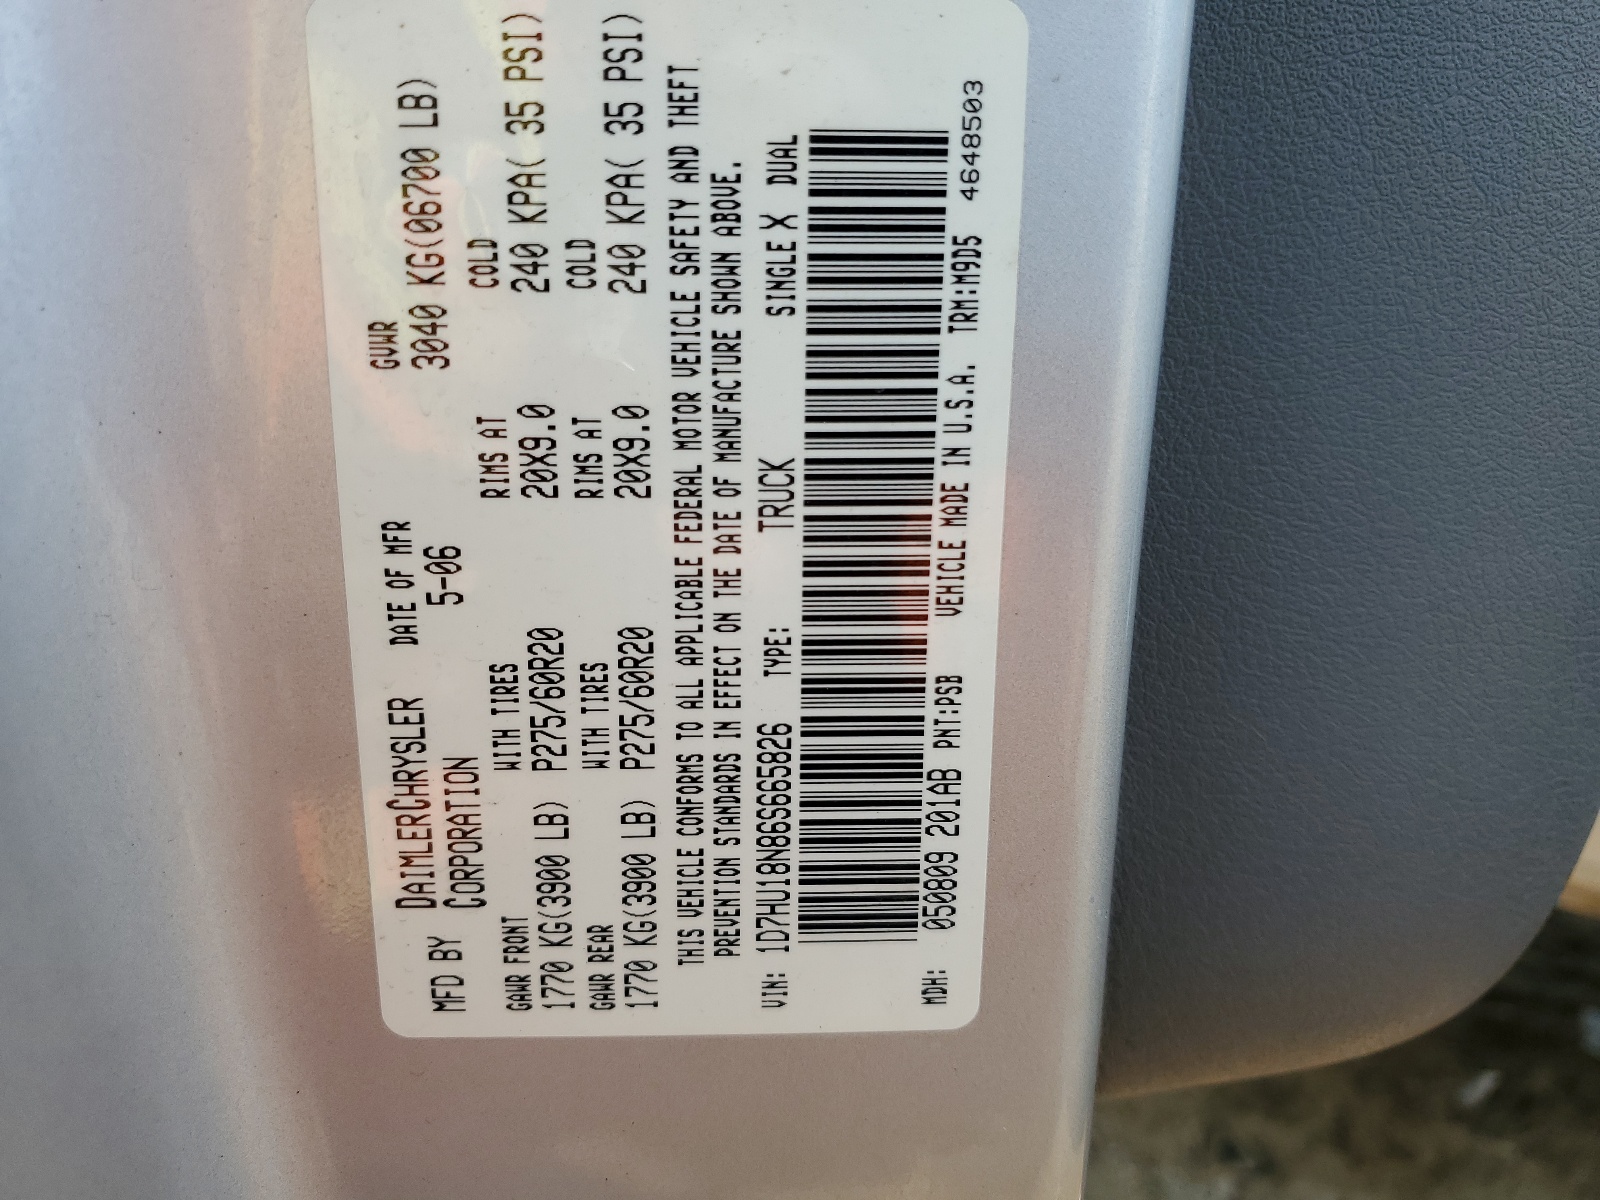 MFD BY DAIMLERCHRYSLER DATE OF MFR GVWR
CORPORATION 5-06 3040 KG(06700 LB)
GAWR FRONT WITH TIRES RIMS AT COLD
1770 KG(3900 LB) P275/60R20 20X9.0 240 KPA( 35 PSI)
GAWR REAR WITH TIRES RIMS AT COLD
1770 KG(3900 LB) P275/60R20 20X9.0 240 KPA( 35 PSI)
THIS VEHICLE CONFORMS TO ALL APPLICABLE FEDERAL MOTOR VEHICLE SAFETY AND THEFT
PREVENTION STANDARDS IN EFFECT ON THE DATE OF MANUFACTURE SHOWN ABOVE.
VIN: 1D7HU18N86S665826 TYPE: TRUCK SINGLE X DUAL
MDH: 050809 201AB PNT:PSB VEHICLE MADE IN U.S.A. TRM:M9D5 4648503